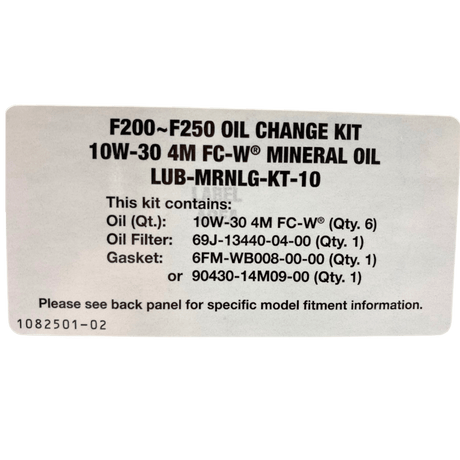 F200~F250 OIL CHANGE KIT
10W-30 4M FC-W® MINERAL OIL
LUB-MRNLG-KT-10
LABEL
AREA
This kit contains:
Oil (Qt.): 10W-30 4M FC-W® (Qty. 6)
Oil Filter: 69J-13440-04-00 (Qty. 1)
Gasket: 6FM-WB008-00-00 (Qty. 1)
or 90430-14M09-00 (Qty. 1)
Please see back panel for specific model fitment information.
1082501-02